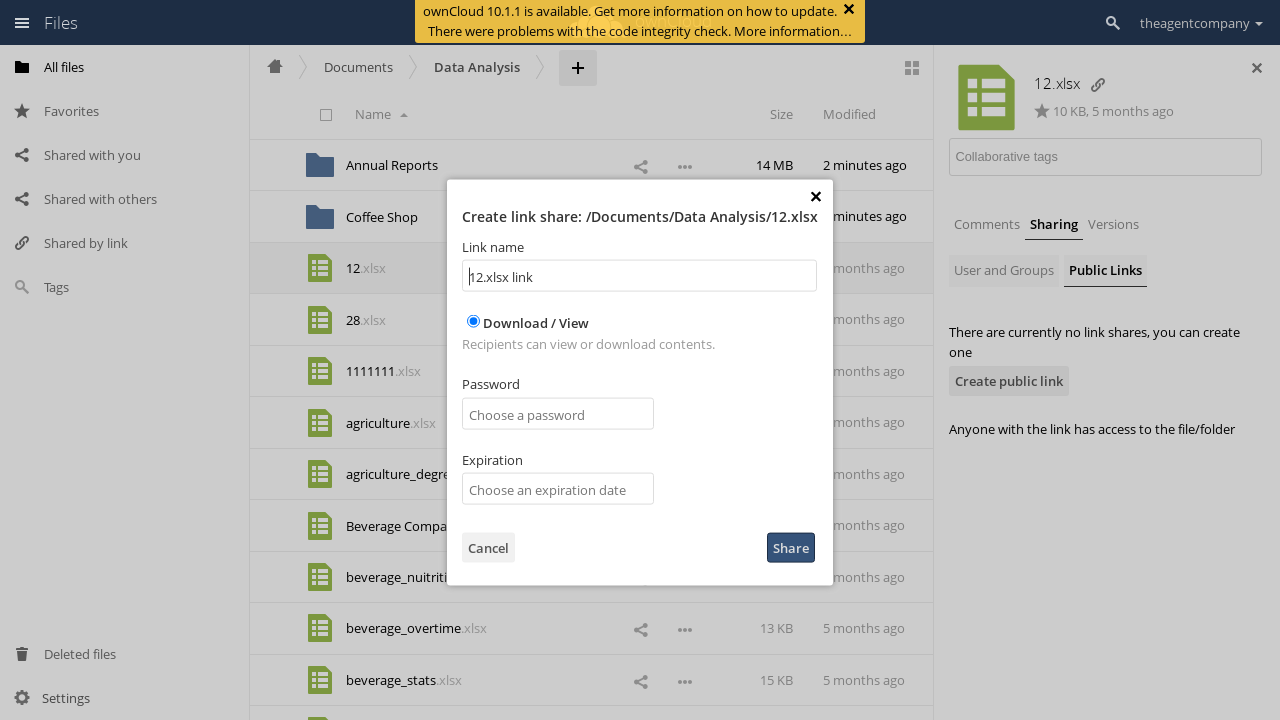 ownCloud 10.1.1 is available. Get more information on how to update.
There were problems with the code integrity check. More information…
Files
theagentcompany
All files
Favorites
Shared with you
Shared with others
Shared by link
Tags
Deleted files
Settings
Documents
Data Analysis
Name
Size
Modified
Annual Reports
14 MB
2 minutes ago
Coffee Shop
minutes ago
12.xlsx
months ago
28.xlsx
months ago
1111111.xlsx
months ago
agriculture.xlsx
months ago
months ago
months ago
months ago
beverage_overtime.xlsx
13 KB
5 months ago
beverage_stats.xlsx
15 KB
5 months ago
Create link share: /Documents/Data Analysis/12.xlsx
Link name
12.xlsx link
Download / View
Recipients can view or download contents.
Password
Choose a password
Expiration
Choose an expiration date
Cancel
Share
12.xlsx
10 KB, 5 months ago
Collaborative tags
Comments
Sharing
Versions
User and Groups
Public Links
There are currently no link shares, you can create
one
Create public link
Anyone with the link has access to the file/folder